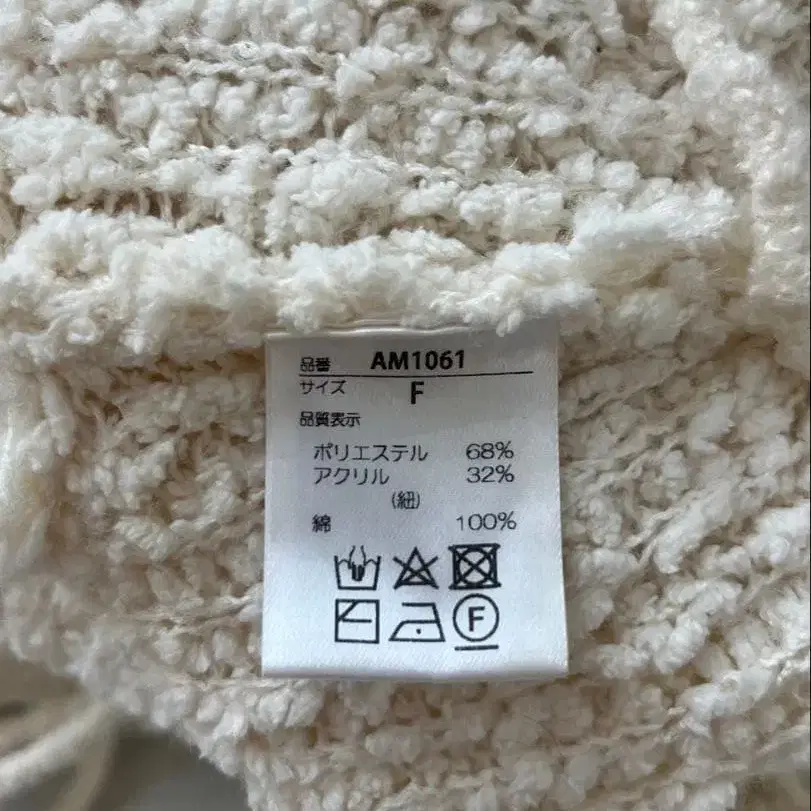 品番 AM1061
サイズ F
品質表示
ポリエステル 68%
アクリル 32%
(紐)
綿 100%
F